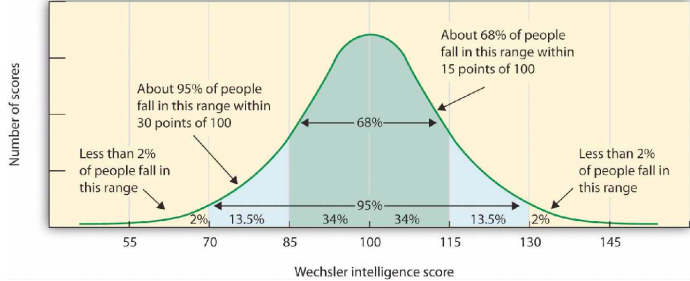 About 68% of people
fall in this range within
15 points of 100
About 95% of people
fall in this range within
30 points of 100
Number of scores
68%
Less than 2%
of people fall in
this range
Less than 2%
of people fall in
this range
95%
2% 13.5% 34% 34% 13.5% 2%
55 70 85 100 115 130 145
Wechsler intelligence score